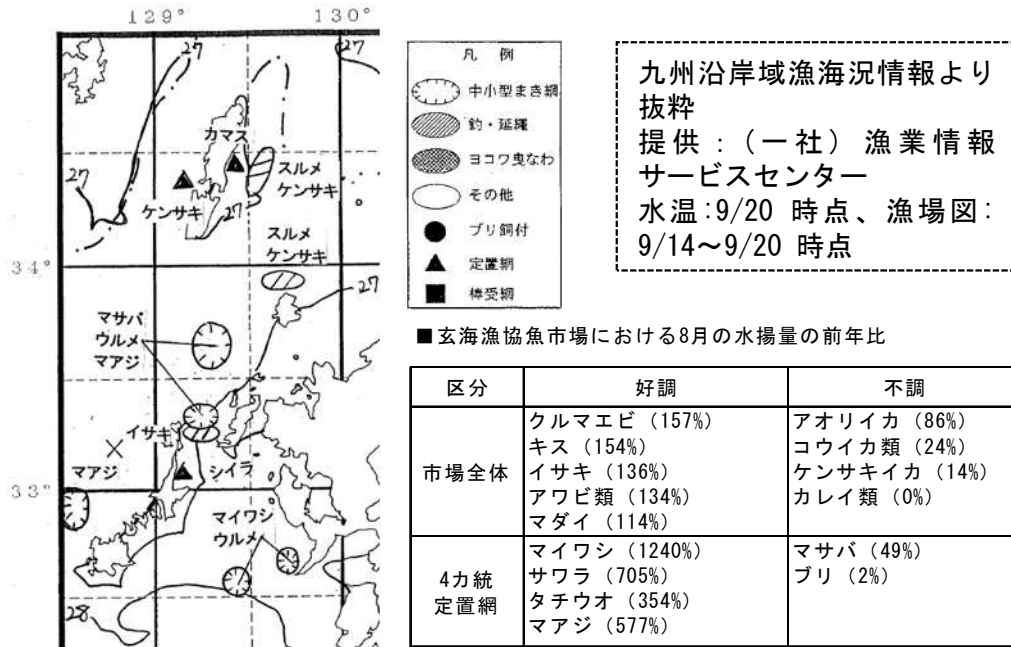 129°
130°
27
27
カマス
27
スルメ
ケンサキ
ケンサキ
27
スルメ
ケンサキ
34°
27
マサバ
ウルメ
マアジ
イサキ
マアジ
シイラ
33°
マイワシ
ウルメ
28
凡 例
中小型まき網
釣・延縄
ヨコワ曳なわ
その他
ブリ飼付
定置網
棒受網
九州沿岸域漁海況情報より
抜粋
提供:(一社)漁業情報
サービスセンター
水温:9/20 時点、漁場図:
9/14~9/20 時点
■玄海漁協魚市場における8月の水揚量の前年比
区分 好調 不調
市場全体
クルマエビ(157%)
キス(154%)
イサキ(136%)
アワビ類(134%)
マダイ(114%)
アオリイカ(86%)
コウイカ類(24%)
ケンサキイカ(14%)
カレイ類(0%)
4カ統
定置網
マイワシ(1240%)
サワラ(705%)
タチウオ(354%)
マアジ(577%)
マサバ(49%)
ブリ(2%)